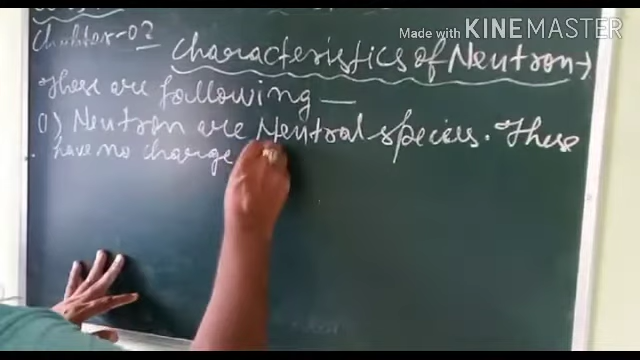 Made with KINEMASTER
Chapter-02
Characteristics of Neutron →
These are following —
01) Neutron are Neutral species. These
have no charge